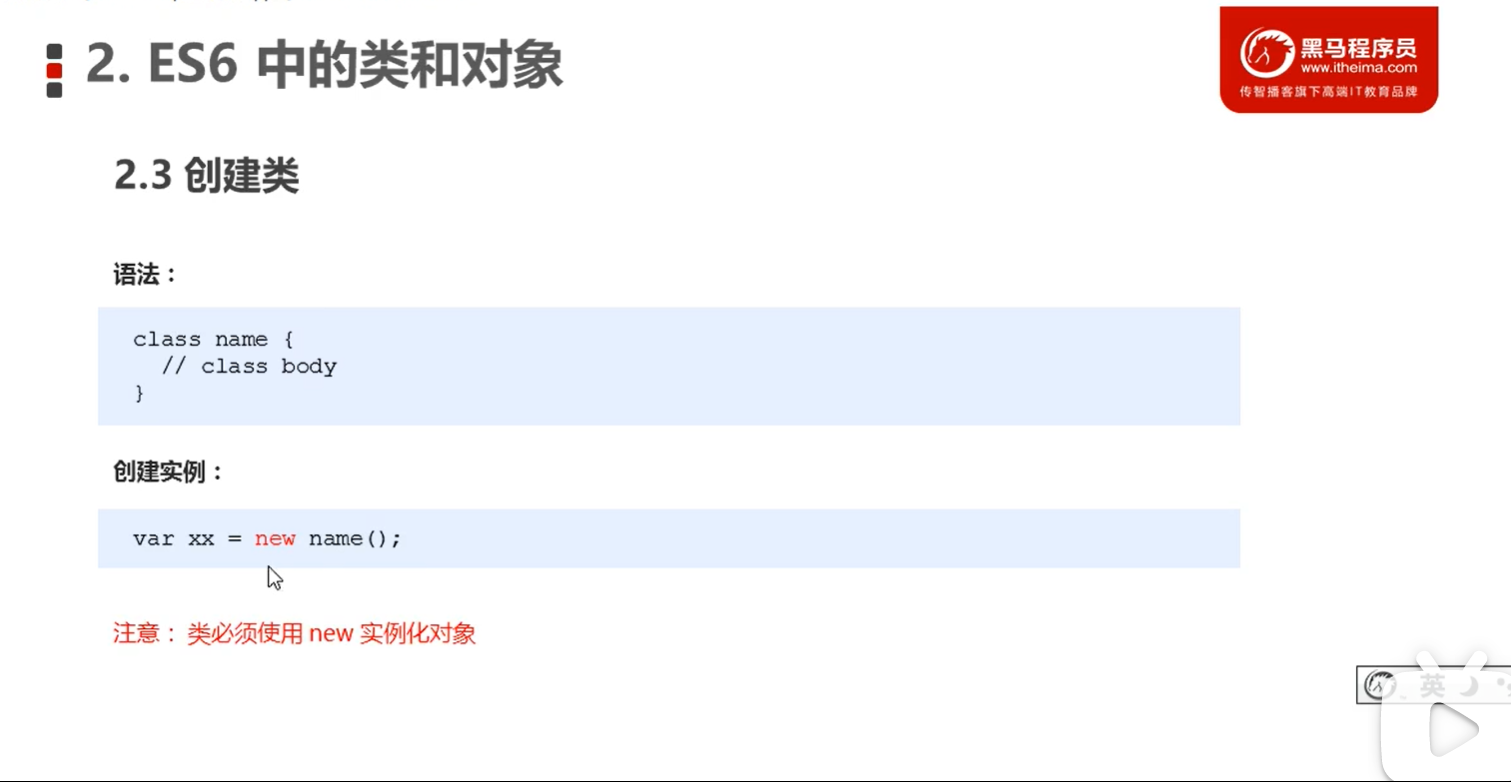 2. ES6 中的类和对象
黑马程序员
www.itheima.com
传智播客旗下高端IT教育品牌
2.3 创建类
语法：
class name {
// class body
}
创建实例：
var xx = new name();
注意： 类必须使用 new 实例化对象
英